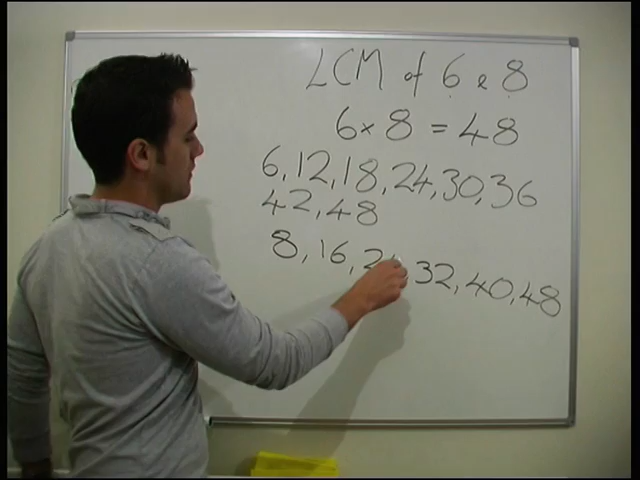 LCM of 6 & 8
6 × 8 = 48
6, 12, 18, 24, 30, 36
42, 48
8, 16, 2 , 32, 40, 48